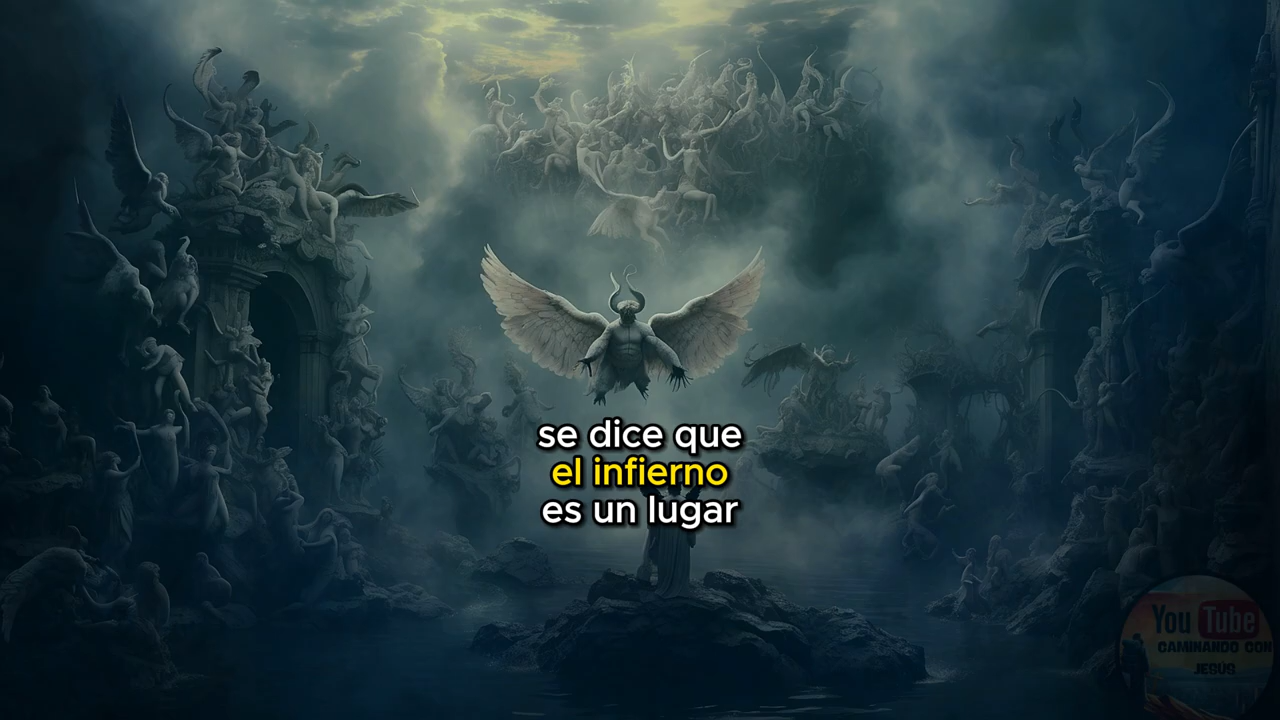 se dice que
el infierno
es un lugar
YouTube
CAMINANDO CON
JESÚS